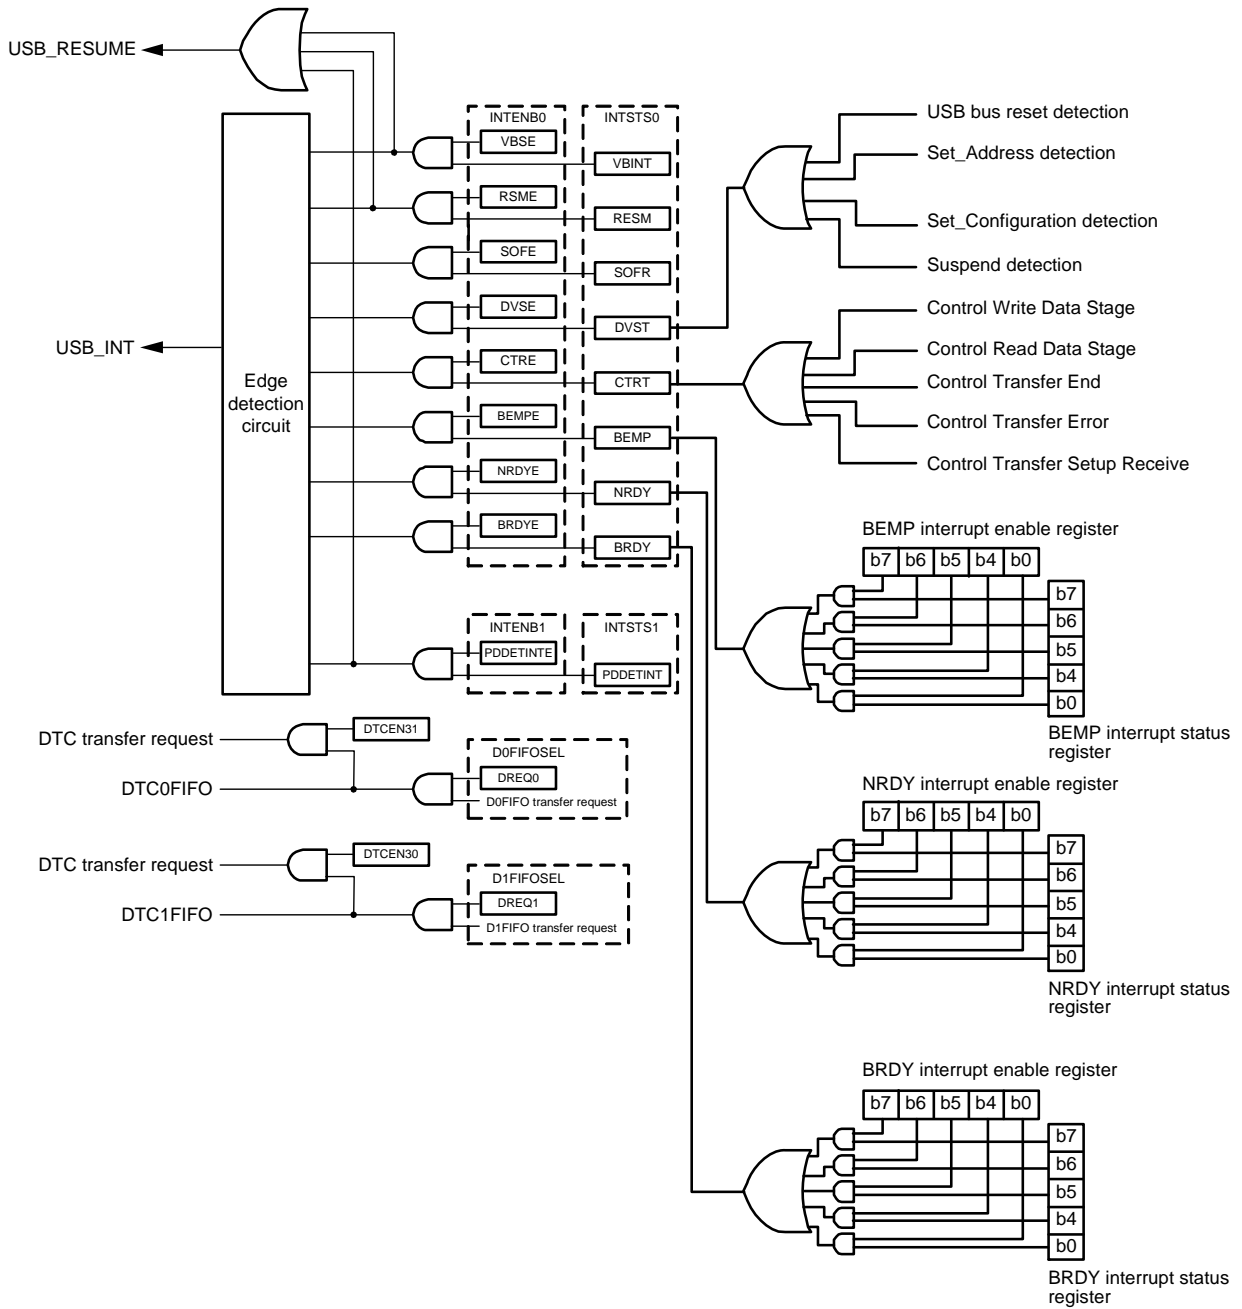 USB_RESUME
INTENB0
INTSTS0
VBSE
VBINT
RSME
RESM
SOFE
SOFR
DVSE
DVST
CTRE
CTRT
BEMPE
BEMP
NRDYE
NRDY
BRDYE
BRDY
USB_INT
Edge
detection
circuit
USB bus reset detection
Set_Address detection
Set_Configuration detection
Suspend detection
Control Write Data Stage
Control Read Data Stage
Control Transfer End
Control Transfer Error
Control Transfer Setup Receive
INTENB1
INTSTS1
PDDETINTE
PDDETINT
DTC transfer request
DTCEN31
DTC0FIFO
D0FIFOSEL
DREQ0
D0FIFO transfer request
DTC transfer request
DTCEN30
DTC1FIFO
D1FIFOSEL
DREQ1
D1FIFO transfer request
BEMP interrupt enable register
b7 b6 b5 b4 b0
b7
b6
b5
b4
b0
BEMP interrupt status
register
NRDY interrupt enable register
b7 b6 b5 b4 b0
b7
b6
b5
b4
b0
NRDY interrupt status
register
BRDY interrupt enable register
b7 b6 b5 b4 b0
b7
b6
b5
b4
b0
BRDY interrupt status
register